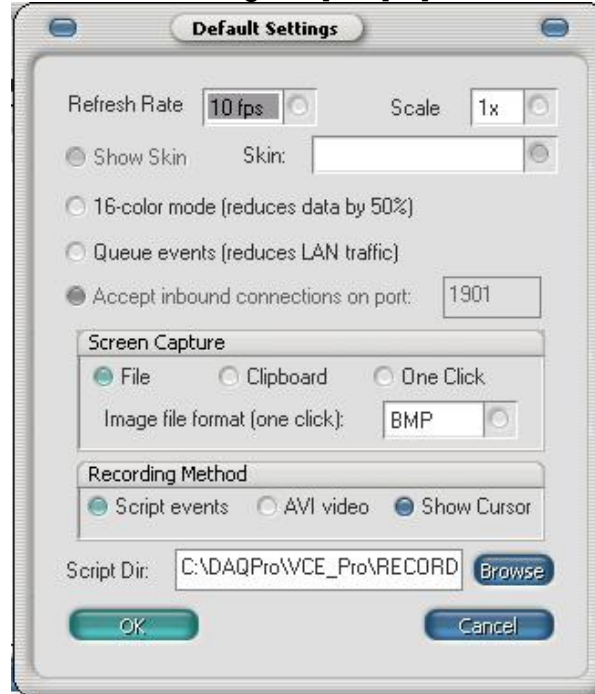 Default Settings
Refresh Rate 10 fps Scale 1x
Show Skin Skin:
16-color mode (reduces data by 50%)
Queue events (reduces LAN traffic)
Accept inbound connections on port: 1901
Screen Capture
File Clipboard One Click
Image file format (one click): BMP
Recording Method
Script events AVI video Show Cursor
Script Dir: C:\DAQPro\VCE_Pro\RECORD Browse
OK Cancel